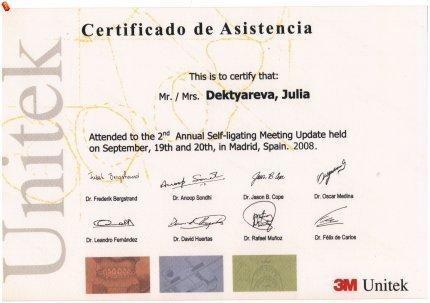 Certificado de Asistencia
Unitek
This is to certify that:
Mr. / Mrs. Dektyareva, Julia
Attended to the 2nd Annual Self-ligating Meeting Update held
on September, 19th and 20th, in Madrid, Spain. 2008.
Dr. Frederik Bergstrand
Dr. Anoop Sondhi
Dr. Jason B. Cope
Dr. Oscar Medina
Dr. Leandro Fernández
Dr. David Huertas
Dr. Rafael Muñoz
Dr. Félix de Carlos
3M Unitek